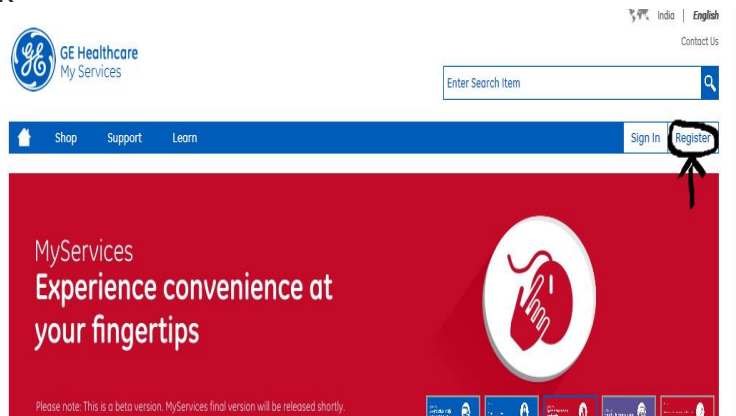 India | English
Contact Us
GE Healthcare
My Services
Enter Search Item
Shop Support Learn
Sign In Register
MyServices
Experience convenience at
your fingertips
Please note: This is a beta version. MyServices final version will be released shortly.